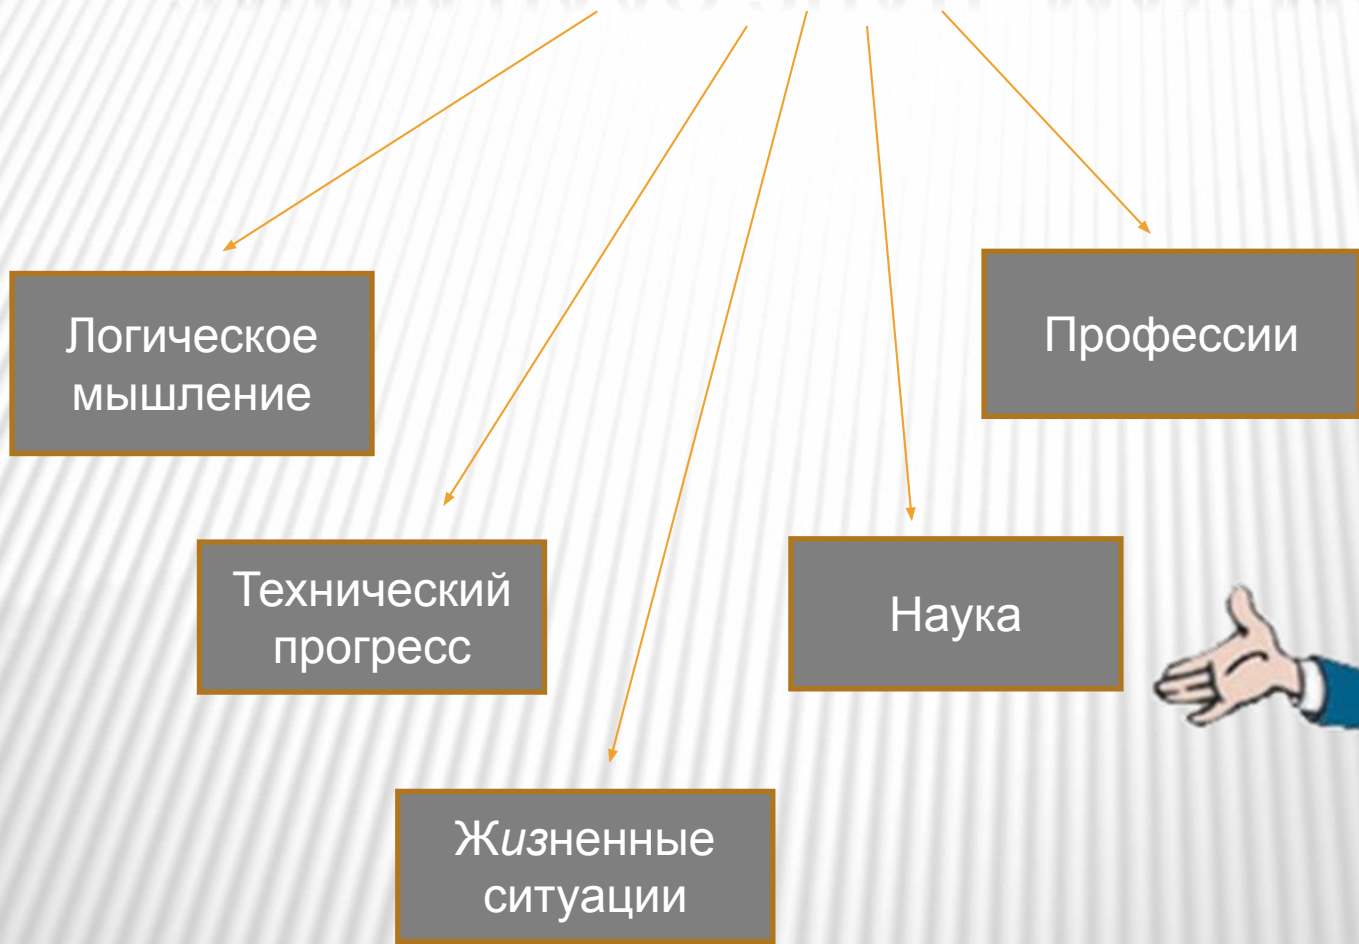 Логическое
мышление
Профессии
Технический
прогресс
Наука
Жизненные
ситуации